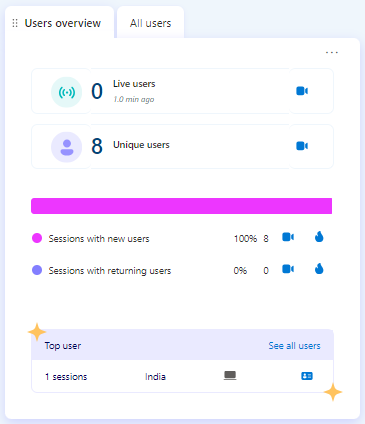 Users overview
All users
0 Live users
1.0 min ago
8 Unique users
Sessions with new users 100% 8
Sessions with returning users 0% 0
Top user See all users
1 sessions India